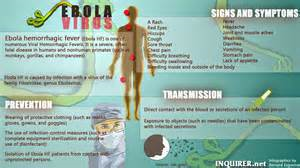 EBOLA
VIRUS
Ebola hemorrhagic fever (Ebola HF) is one of
numerous Viral Hemorrhagic Fevers. It is a severe, often
fatal disease in humans and nonhuman primates (such as
monkeys, gorillas, and chimpanzees).
Ebola HF is caused by infection with a virus of the
family Filoviridae, genus Ebolavirus.
SIGNS AND SYMPTOMS
A Rash
Red Eyes
Hiccups
Cough
Sore throat
Chest pain
Difficulty breathing
Difficulty swallowing
Bleeding inside and outside of the body
Fever
Headache
Joint and muscle aches
Weakness
Diarrhea
Vomiting
Stomach pain
Lack of appetite
PREVENTION
Wearing of protective clothing (such as masks,
gloves, gowns, and goggles)
The use of infection control measures (such as
complete equipment sterilization and routine
use of disinfectant)
Isolation of Ebola HF patients from contact with
unprotected persons.
TRANSMISSION
Direct contact with the blood or secretions of an infected person
Exposure to objects (such as needles) that have been contaminated
with infected secretions
INQUIRER.net